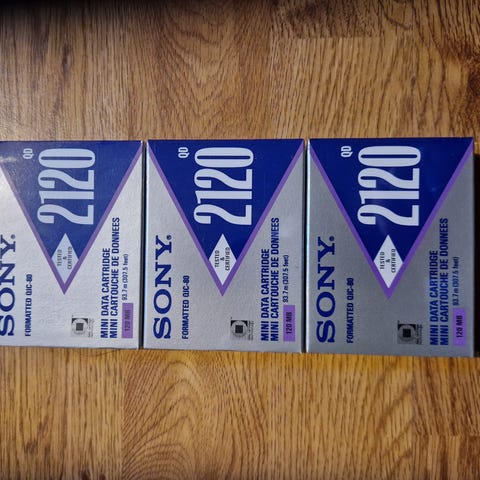 SONY®
QD 2120
TESTED & CERTIFIED
FORMATTED QIC-80
MINI DATA CARTRIDGE
MINI CARTOUCHE DE DONNEES
93.7 m (307.5 feet)
120 MB
SONY®
QD 2120
TESTED & CERTIFIED
FORMATTED QIC-80
MINI DATA CARTRIDGE
MINI CARTOUCHE DE DONNEES
93.7 m (307.5 feet)
120 MB
SONY®
QD 2120
TESTED & CERTIFIED
FORMATTED QIC-80
MINI DATA CARTRIDGE
MINI CARTOUCHE DE DONNEES
93.7 m (307.5 feet)
120 MB